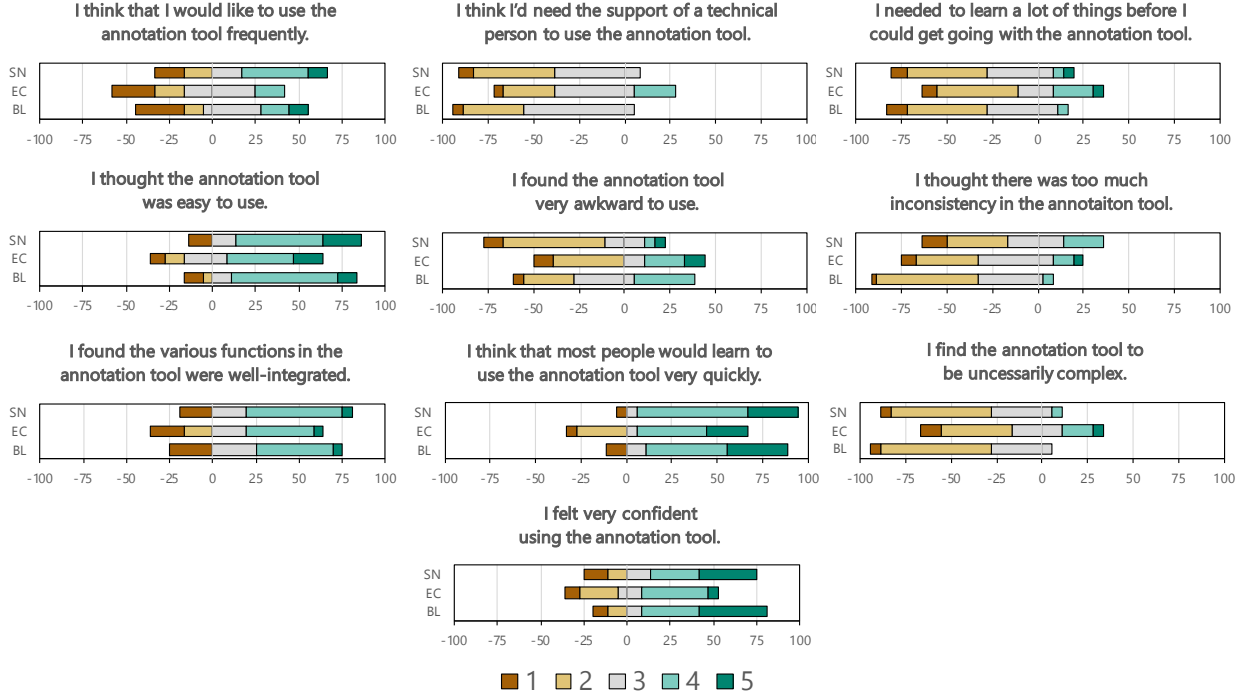 I think that I would like to use the
annotation tool frequently.
SN
EC
BL
-100 -75 -50 -25 0 25 50 75 100
I think I'd need the support of a technical
person to use the annotation tool.
SN
EC
BL
-100 -75 -50 -25 0 25 50 75 100
I needed to learn a lot of things before I
could get going with the annotation tool.
SN
EC
BL
-100 -75 -50 -25 0 25 50 75 100
I thought the annotation tool
was easy to use.
SN
EC
BL
-100 -75 -50 -25 0 25 50 75 100
I found the annotation tool
very awkward to use.
SN
EC
BL
-100 -75 -50 -25 0 25 50 75 100
I thought there was too much
inconsistency in the annotaiton tool.
SN
EC
BL
-100 -75 -50 -25 0 25 50 75 100
I found the various functions in the
annotation tool were well-integrated.
SN
EC
BL
-100 -75 -50 -25 0 25 50 75 100
I think that most people would learn to
use the annotation tool very quickly.
SN
EC
BL
-100 -75 -50 -25 0 25 50 75 100
I find the annotation tool to
be uncessarily complex.
SN
EC
BL
-100 -75 -50 -25 0 25 50 75 100
I felt very confident
using the annotation tool.
SN
EC
BL
-100 -75 -50 -25 0 25 50 75 100
1 2 3 4 5